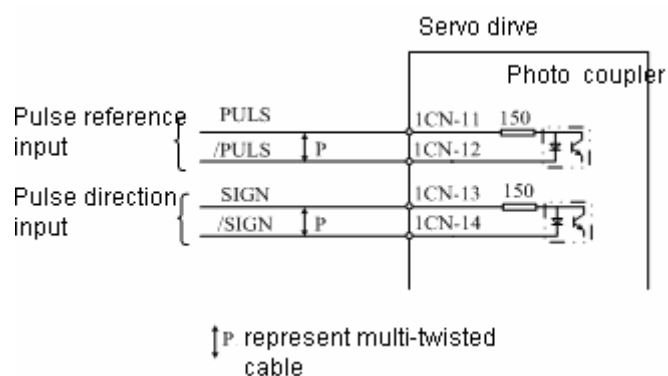 Servo dirve
Photo coupler
Pulse reference input
PULS
/PULS
P
1CN-11
150
1CN-12
Pulse direction input
SIGN
/SIGN
P
1CN-13
150
1CN-14
P represent multi-twisted
cable